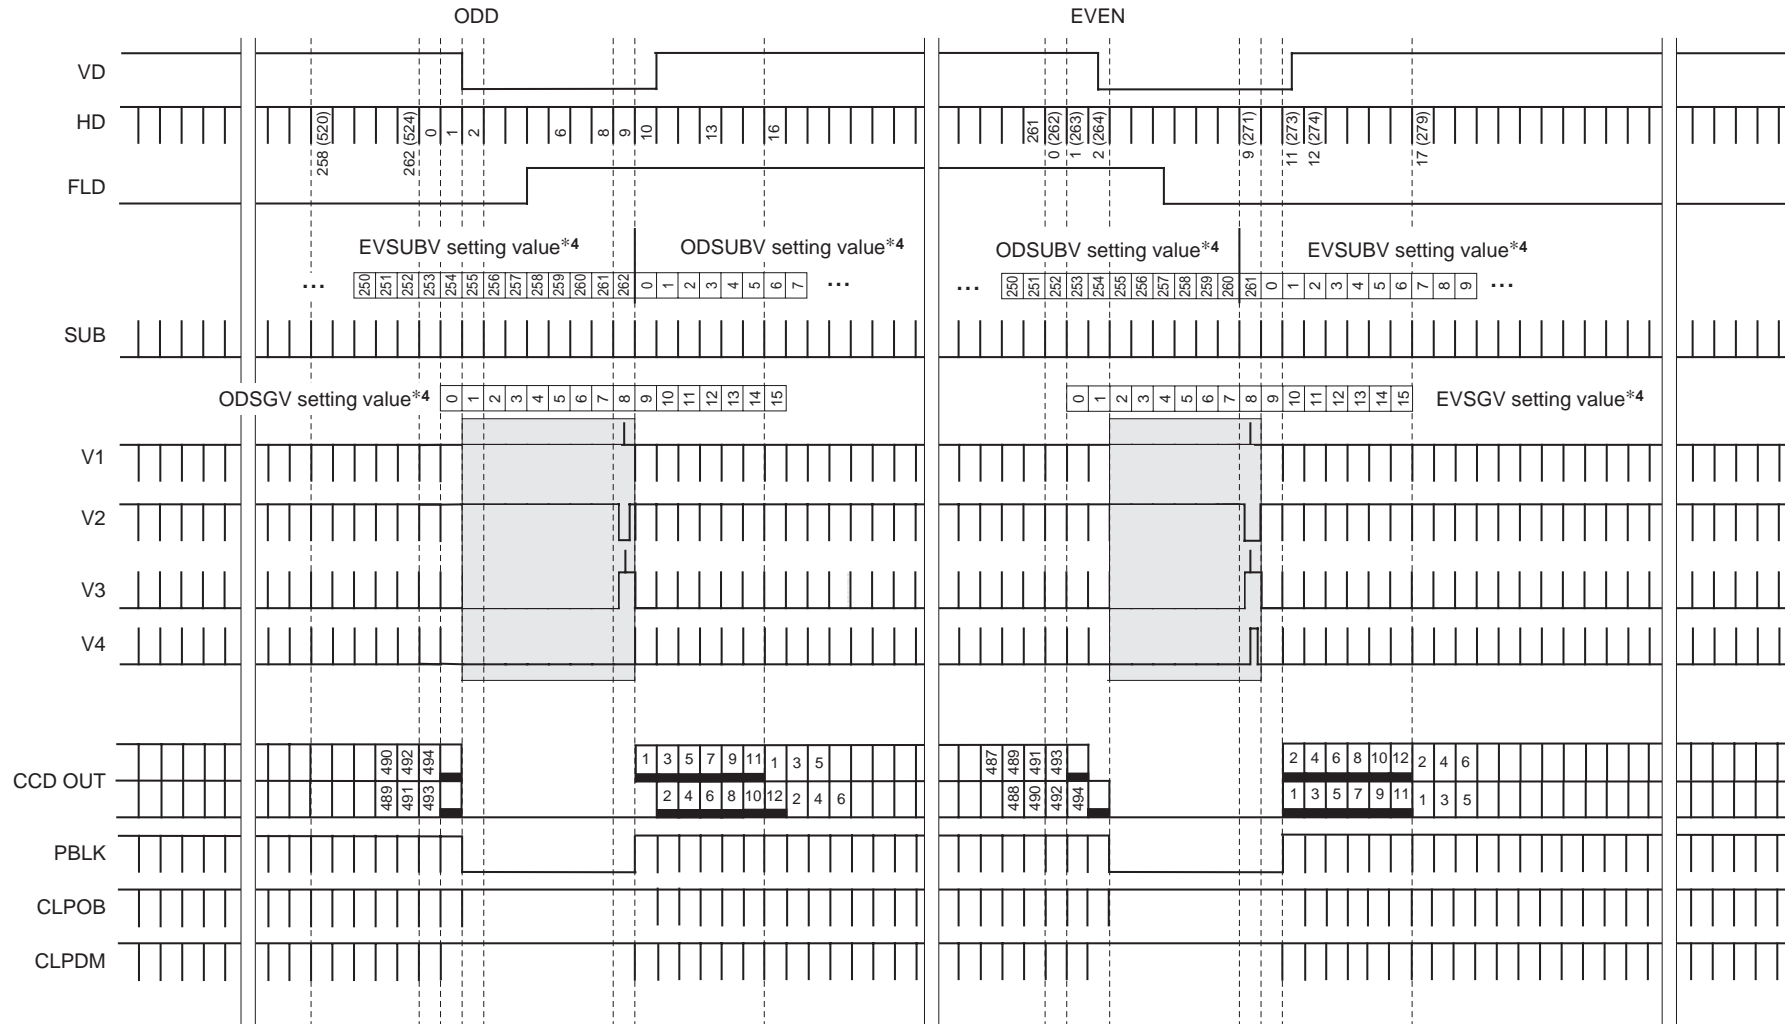 ODD EVEN
VD
HD
258 (520) 262 (524) 0 1 2 6 8 9 10 13 16 261 0 (262) 1 (263) 2 (264) 9 (271) 11 (273) 12 (274) 17 (279)
FLD
EVSUBV setting value*4 ODSUBV setting value*4 ODSUBV setting value*4 EVSUBV setting value*4
... 250 251 252 253 254 255 256 257 258 259 260 261 262 0 1 2 3 4 5 6 7 ... ... 250 251 252 253 254 255 256 257 258 259 260 261 0 1 2 3 4 5 6 7 8 9 ...
SUB
ODSGV setting value*4 0 1 2 3 4 5 6 7 8 9 10 11 12 13 14 15 0 1 2 3 4 5 6 7 8 9 10 11 12 13 14 15 EVSGV setting value*4
V1
V2
V3
V4
490 492 494 1 3 5 7 9 11 1 3 5 487 489 491 493 2 4 6 8 10 12 2 4 6
CCD OUT
489 491 493 2 4 6 8 10 12 2 4 6 488 490 492 494 1 3 5 7 9 11 1 3 5
PBLK
CLPOB
CLPDM